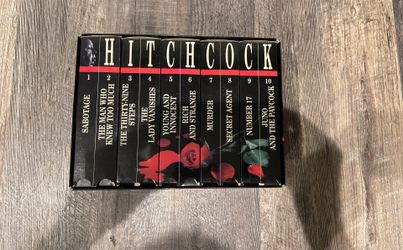 HITCHCOCK
1 2 3 4 5 6 7 8 9 10
SABOTAGE
THE MAN WHO
KNEW TOO MUCH
THE THIRTY-NINE
STEPS
THE
LADY VANISHES
YOUNG AND
INNOCENT
RICH
AND STRANGE
MURDER
SECRET AGENT
NUMBER 17
JUNO
AND THE PAYCOCK